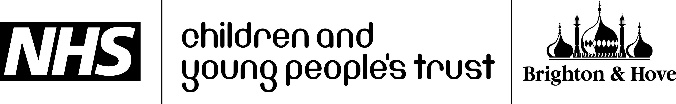 NHS
children and
young people's trust
Brighton & Hove